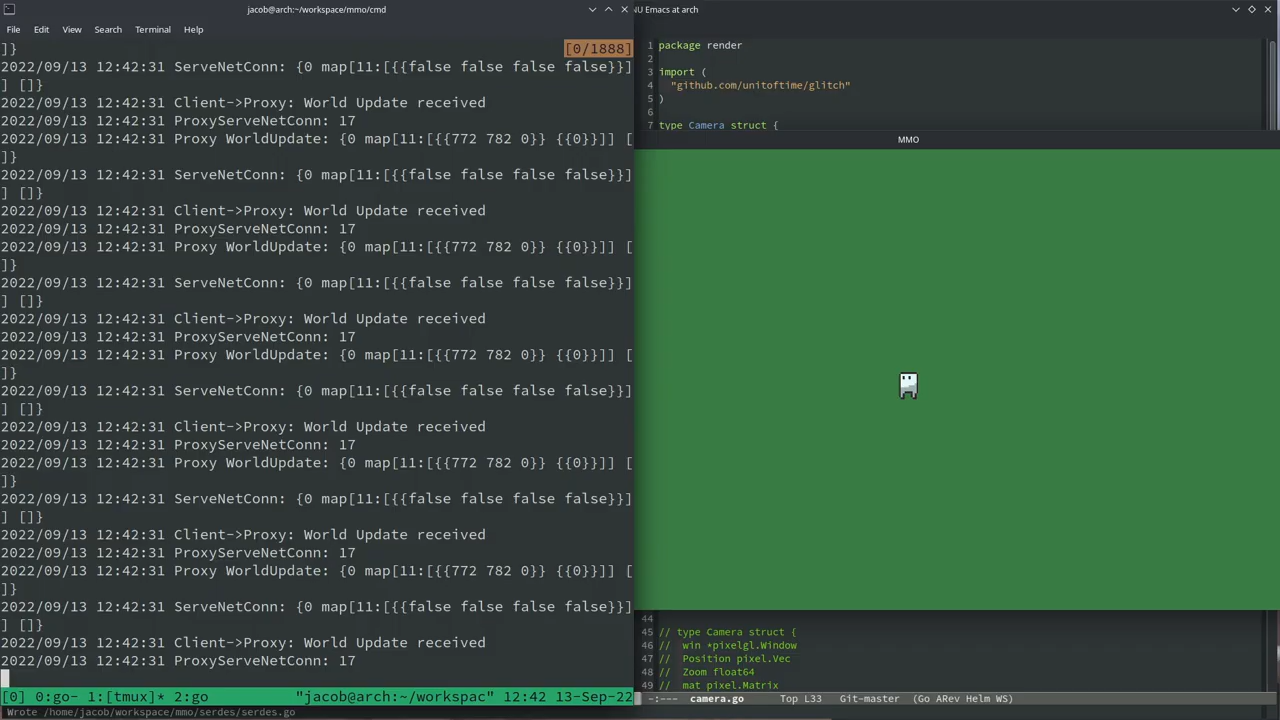 jacob@arch:~/workspace/mmo/cmd
File Edit View Search Terminal Help
]}
[0/1888]
2022/09/13 12:42:31 ServeNetConn: {0 map[11:[{{false false false false}}]
] []}
2022/09/13 12:42:31 Client->Proxy: World Update received
2022/09/13 12:42:31 ProxyServeNetConn: 17
2022/09/13 12:42:31 Proxy WorldUpdate: {0 map[11:[{{772 782 0}} {{0}}]] [
]}
2022/09/13 12:42:31 ServeNetConn: {0 map[11:[{{false false false false}}]
] []}
2022/09/13 12:42:31 Client->Proxy: World Update received
2022/09/13 12:42:31 ProxyServeNetConn: 17
2022/09/13 12:42:31 Proxy WorldUpdate: {0 map[11:[{{772 782 0}} {{0}}]] [
]}
2022/09/13 12:42:31 ServeNetConn: {0 map[11:[{{false false false false}}]
] []}
2022/09/13 12:42:31 Client->Proxy: World Update received
2022/09/13 12:42:31 ProxyServeNetConn: 17
2022/09/13 12:42:31 Proxy WorldUpdate: {0 map[11:[{{772 782 0}} {{0}}]] [
]}
2022/09/13 12:42:31 ServeNetConn: {0 map[11:[{{false false false false}}]
] []}
2022/09/13 12:42:31 Client->Proxy: World Update received
2022/09/13 12:42:31 ProxyServeNetConn: 17
2022/09/13 12:42:31 Proxy WorldUpdate: {0 map[11:[{{772 782 0}} {{0}}]] [
]}
2022/09/13 12:42:31 ServeNetConn: {0 map[11:[{{false false false false}}]
] []}
2022/09/13 12:42:31 Client->Proxy: World Update received
2022/09/13 12:42:31 ProxyServeNetConn: 17
2022/09/13 12:42:31 Proxy WorldUpdate: {0 map[11:[{{772 782 0}} {{0}}]] [
]}
2022/09/13 12:42:31 ServeNetConn: {0 map[11:[{{false false false false}}]
] []}
2022/09/13 12:42:31 Client->Proxy: World Update received
2022/09/13 12:42:31 ProxyServeNetConn: 17
[0] 0:go- 1:[tmux]* 2:go "jacob@arch:~/workspac" 12:42 13-Sep-22
Wrote /home/jacob/workspace/mmo/serdes/serdes.go
NU Emacs at arch
1 package render
2
3 import (
4 "github.com/unitoftime/glitch"
5 )
6
7 type Camera struct {
MMO
44
45 // type Camera struct {
46 // win *pixelgl.Window
47 // Position pixel.Vec
48 // Zoom float64
49 // mat pixel.Matrix
-:--- camera.go Top L33 Git-master (Go ARev Helm WS)